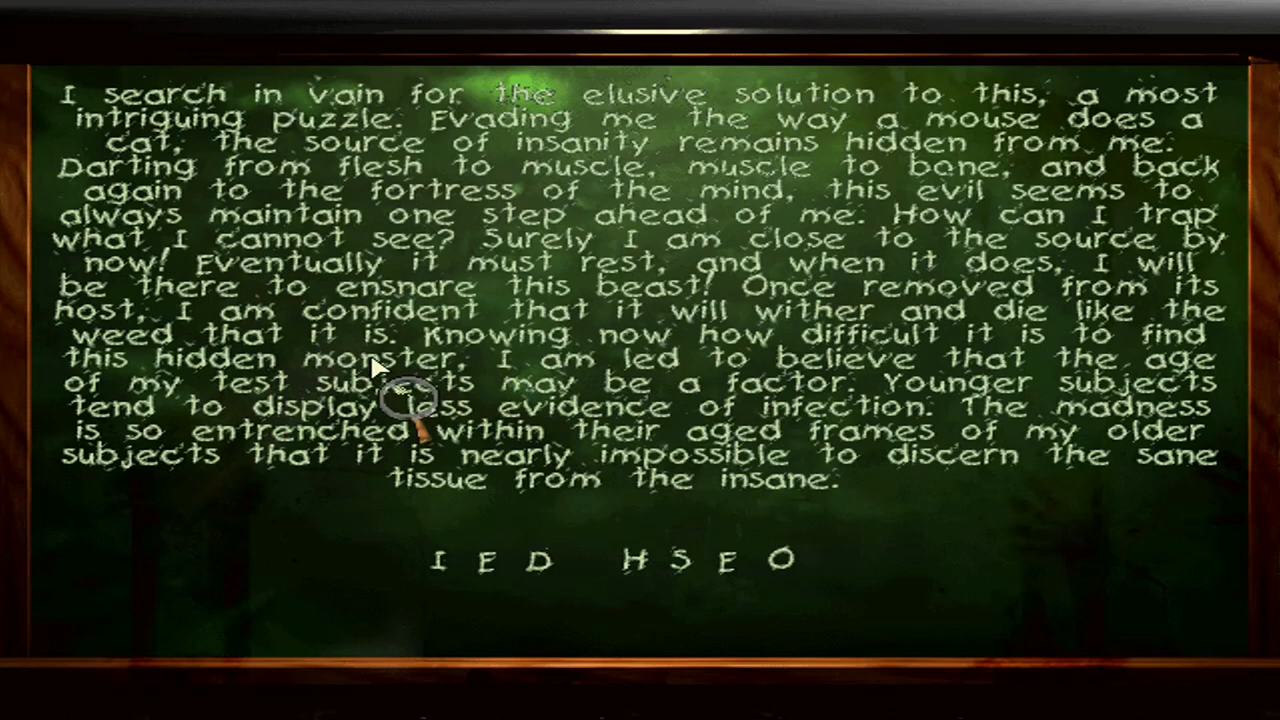 I search in vain for the elusive solution to this, a most
intriguing puzzle. Evading me the way a mouse does a
cat, the source of insanity remains hidden from me.
Darting from flesh to muscle, muscle to bone, and back
again to the fortress of the mind, this evil seems to
always maintain one step ahead of me. How can I trap
what I cannot see? Surely I am close to the source by
now! Eventually it must rest, and when it does, I will
be there to ensnare this beast! Once removed from its
host, I am confident that it will wither and die like the
weed that it is. Knowing now how difficult it is to find
this hidden monster, I am led to believe that the age
of my test subjects may be a factor. Younger subjects
tend to display less evidence of infection. The madness
is so entrenched within their aged frames of my older
subjects that it is nearly impossible to discern the sane
tissue from the insane.
I E D H S E O